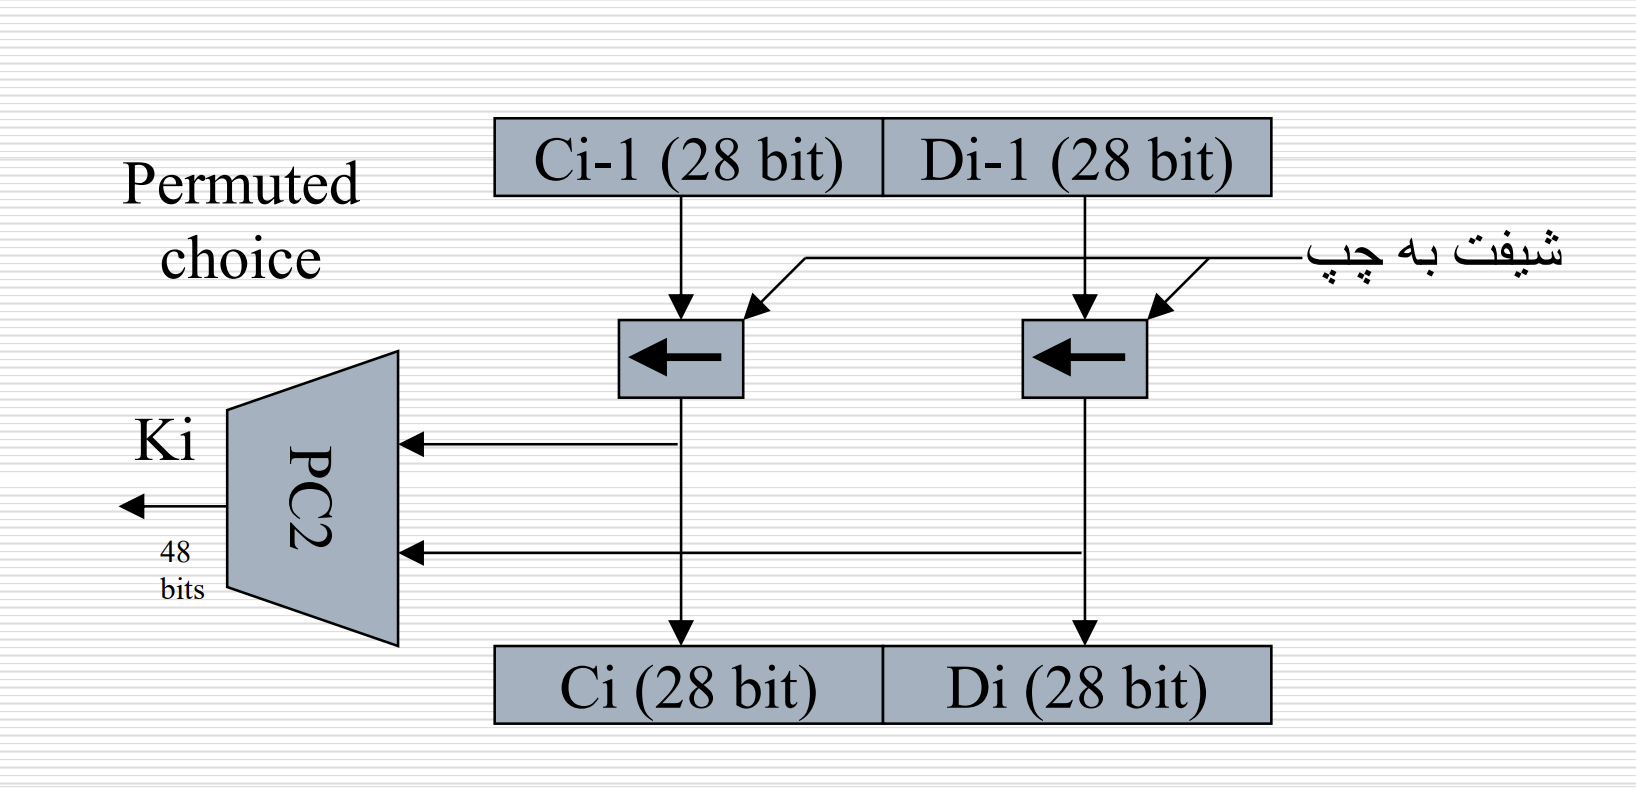 Ci-1 (28 bit) Di-1 (28 bit)
Permuted
choice
شیفت به چپ
Ki
PC2
48
bits
Ci (28 bit) Di (28 bit)